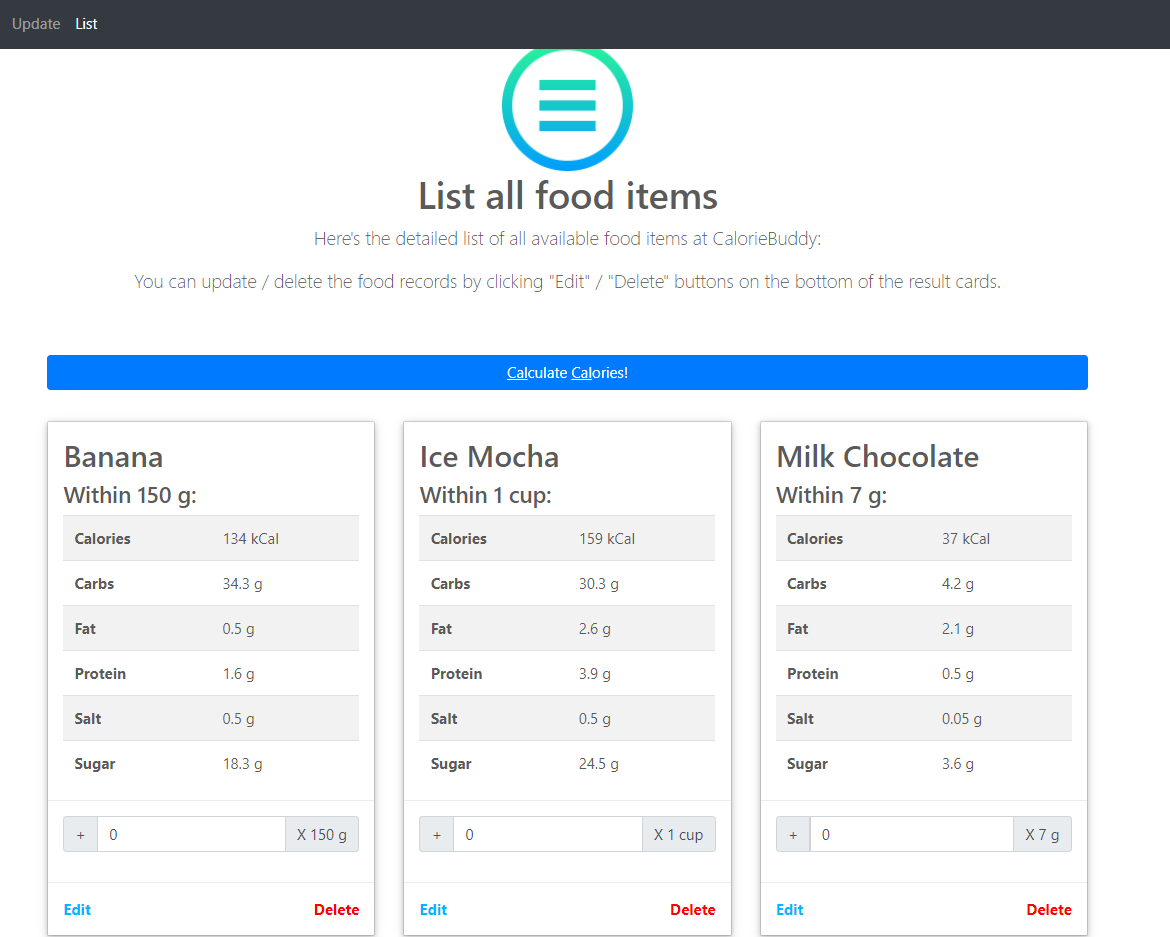 Update List
List all food items
Here's the detailed list of all available food items at CalorieBuddy:
You can update / delete the food records by clicking "Edit" / "Delete" buttons on the bottom of the result cards.
Calculate Calories!
Banana
Within 150 g:
Calories 134 kCal
Carbs 34.3 g
Fat 0.5 g
Protein 1.6 g
Salt 0.5 g
Sugar 18.3 g
+ 0 X 150 g
Edit Delete
Ice Mocha
Within 1 cup:
Calories 159 kCal
Carbs 30.3 g
Fat 2.6 g
Protein 3.9 g
Salt 0.5 g
Sugar 24.5 g
+ 0 X 1 cup
Edit Delete
Milk Chocolate
Within 7 g:
Calories 37 kCal
Carbs 4.2 g
Fat 2.1 g
Protein 0.5 g
Salt 0.05 g
Sugar 3.6 g
+ 0 X 7 g
Edit Delete